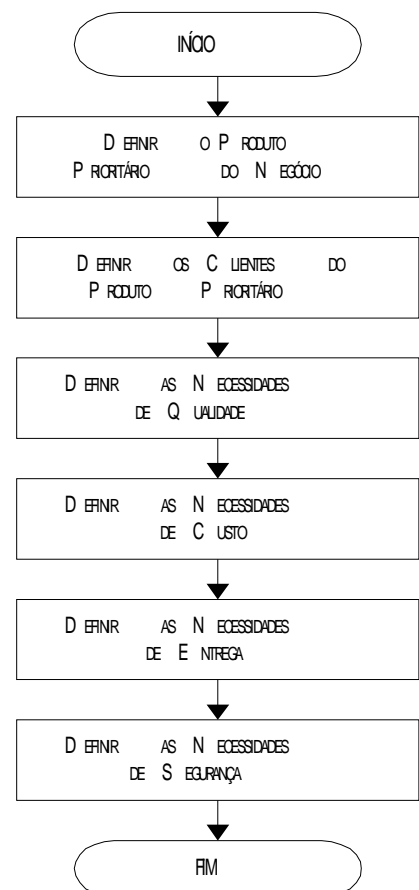 INÍCIO
DEFINIR O PRODUTO
PRIORITÁRIO DO NEGÓCIO
DEFINIR OS CLIENTES DO
PRODUTO PRIORITÁRIO
DEFINIR AS NECESSIDADES
DE QUALIDADE
DEFINIR AS NECESSIDADES
DE CUSTO
DEFINIR AS NECESSIDADES
DE ENTREGA
DEFINIR AS NECESSIDADES
DE SEGURANÇA
FIM